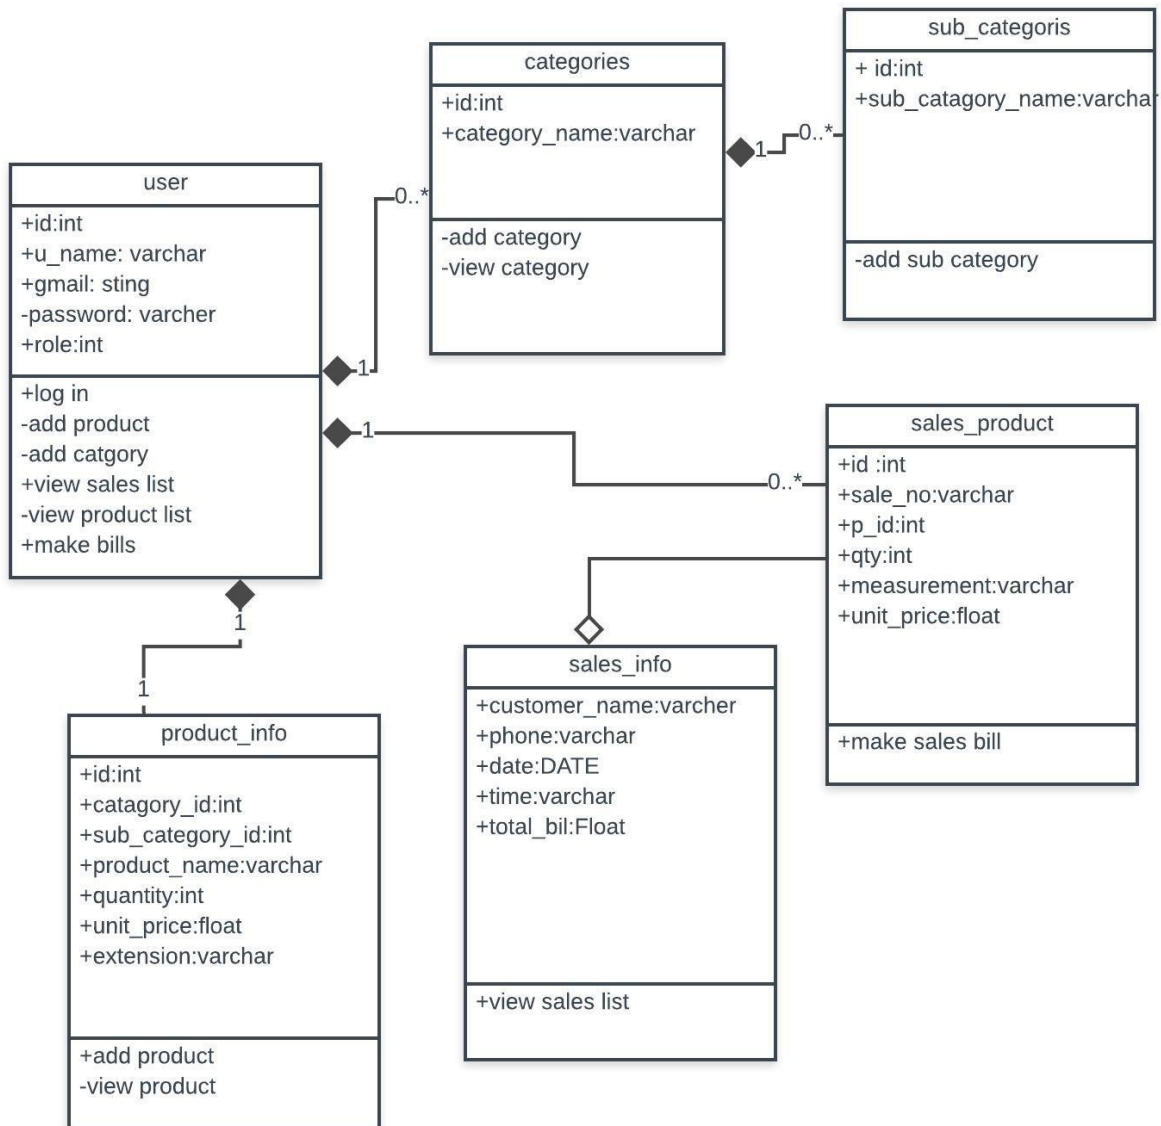 user
+id:int
+u_name: varchar
+gmail: sting
-password: varcher
+role:int
+log in
-add product
-add catgory
+view sales list
-view product list
+make bills
1
0..*
1
0..*
1
1
categories
+id:int
+category_name:varchar
-add category
-view category
1
0..*
sub_categoris
+ id:int
+sub_catagory_name:varchar
-add sub category
sales_product
+id :int
+sale_no:varchar
+p_id:int
+qty:int
+measurement:varchar
+unit_price:float
+make sales bill
sales_info
+customer_name:varcher
+phone:varchar
+date:DATE
+time:varchar
+total_bil:Float
+view sales list
product_info
+id:int
+catagory_id:int
+sub_category_id:int
+product_name:varchar
+quantity:int
+unit_price:float
+extension:varchar
+add product
-view product